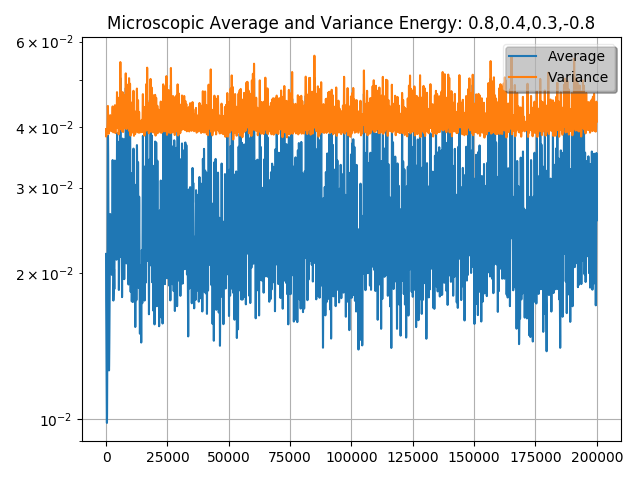 Microscopic Average and Variance Energy: 0.8,0.4,0.3,-0.8
Average
Variance
6 × 10⁻²
4 × 10⁻²
3 × 10⁻²
2 × 10⁻²
10⁻²
0 25000 50000 75000 100000 125000 150000 175000 200000